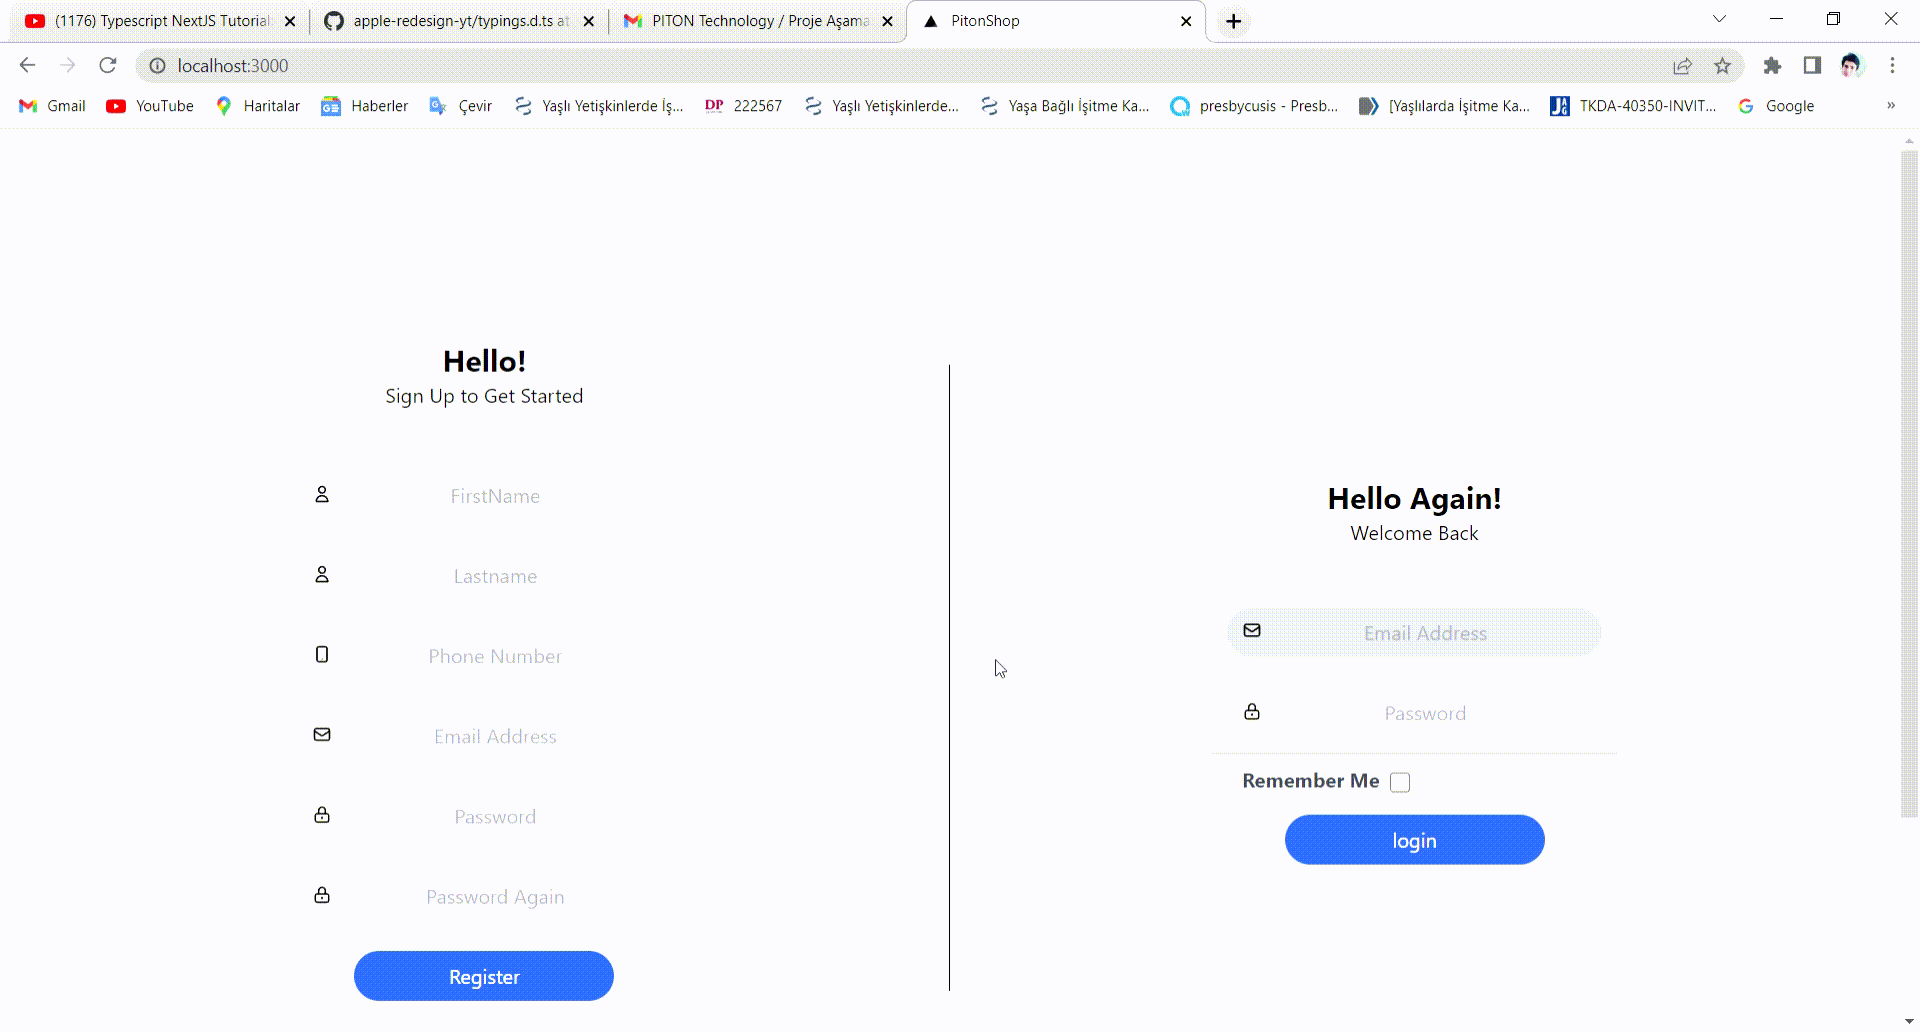 (1176) Typescript NextJS Tutorial
apple-redesign-yt/typings.d.ts at
PITON Technology / Proje Aşama
PitonShop
localhost:3000
Gmail
YouTube
Haritalar
Haberler
Çevir
Yaşlı Yetişkinlerde İş...
DP
222567
Yaşlı Yetişkinlerde...
Yaşa Bağlı İşitme Ka...
presbycusis - Presb...
[Yaşlılarda İşitme Ka...
TKDA-40350-INVIT...
Google
»
Hello!
Sign Up to Get Started
FirstName
Lastname
Phone Number
Email Address
Password
Password Again
Register
Hello Again!
Welcome Back
Email Address
Password
Remember Me
login